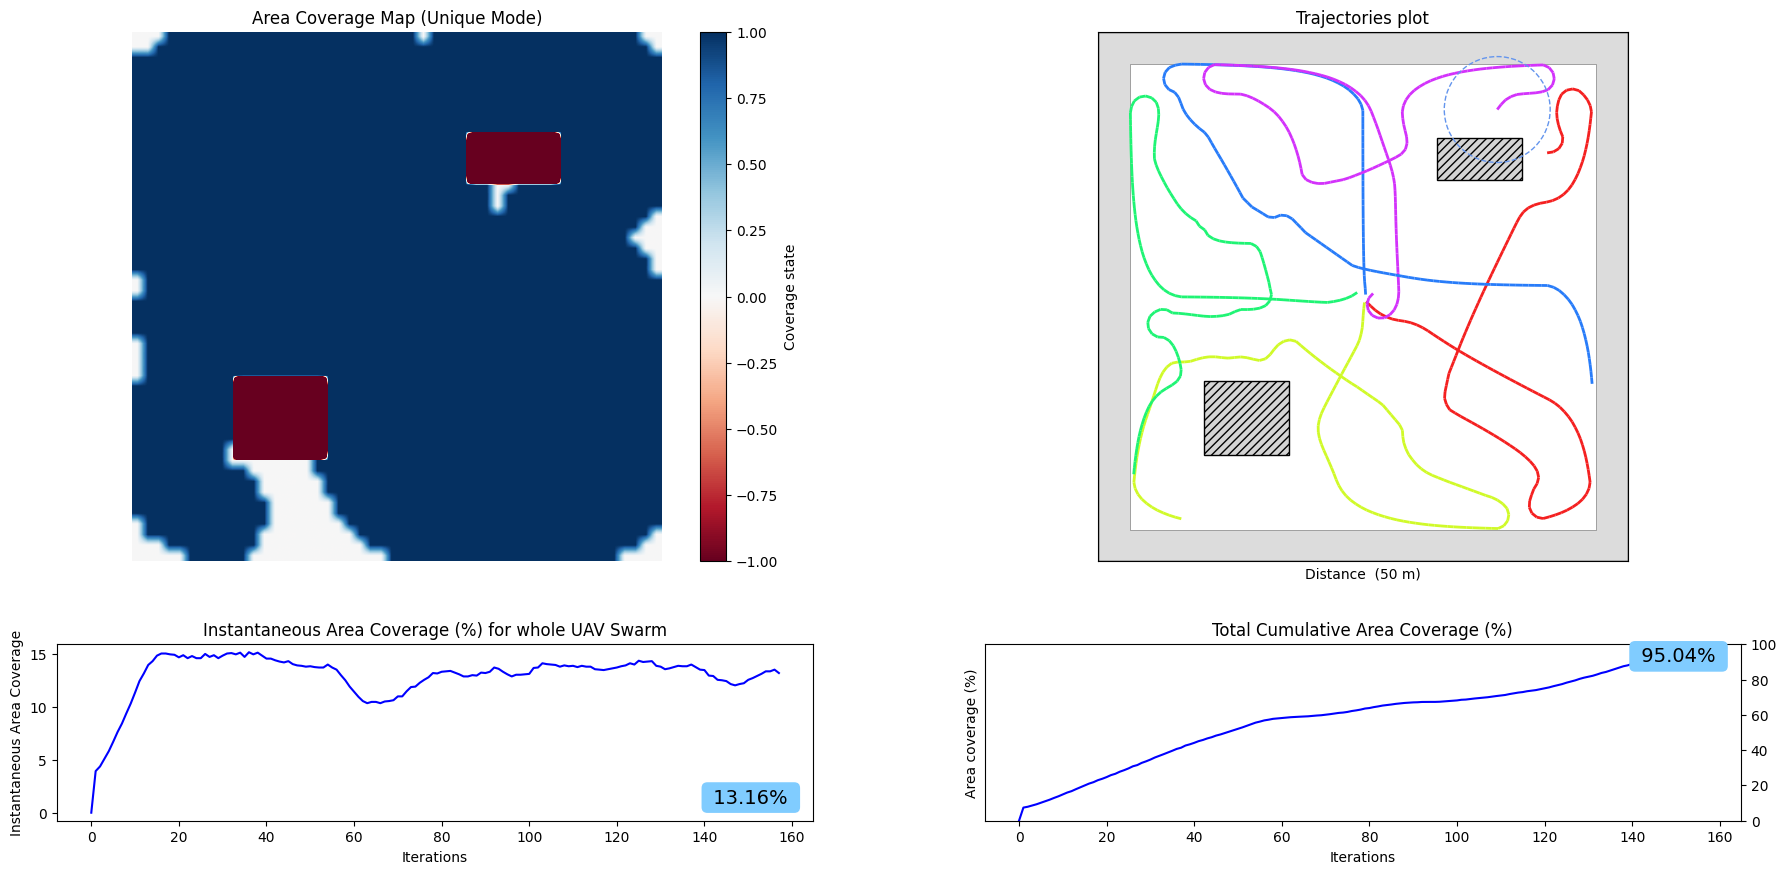 Area Coverage Map (Unique Mode)
1.00
0.75
0.50
0.25
0.00
−0.25
−0.50
−0.75
−1.00
Coverage state
Trajectories plot
Distance  (50 m)
Instantaneous Area Coverage (%) for whole UAV Swarm
Instantaneous Area Coverage
15
10
5
0
13.16%
0 20 40 60 80 100 120 140 160
Iterations
Total Cumulative Area Coverage (%)
Area coverage (%)
95.04%
100
80
60
40
20
0
0 20 40 60 80 100 120 140 160
Iterations